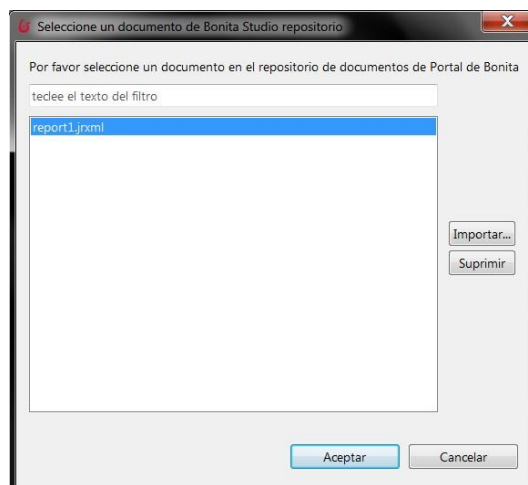 Seleccione un documento de Bonita Studio repositorio
Por favor seleccione un documento en el repositorio de documentos de Portal de Bonita
teclee el texto del filtro
report1.jrxml
Importar...
Suprimir
Aceptar
Cancelar